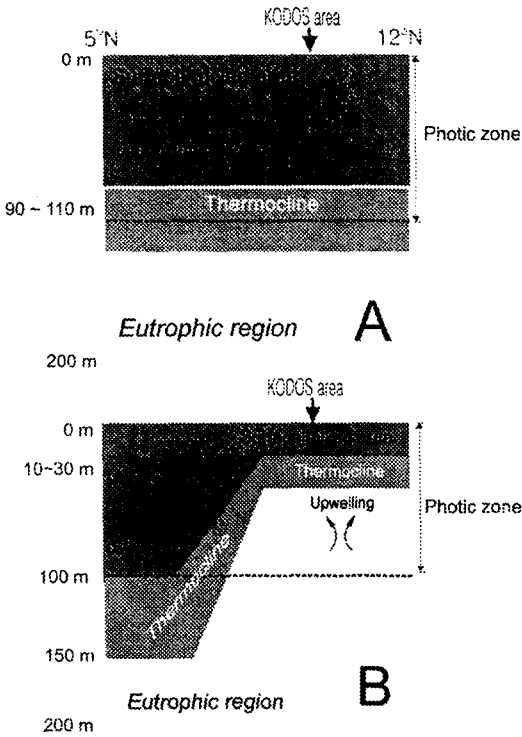 KODOS area
5°N 12°N
0 m
Photic zone
Thermocline
90 ~ 110 m
Eutrophic region A
200 m
KODOS area
0 m
10~30 m
Thermocline
Upwelling
Photic zone
Thermocline
100 m
150 m
Eutrophic region B
200 m